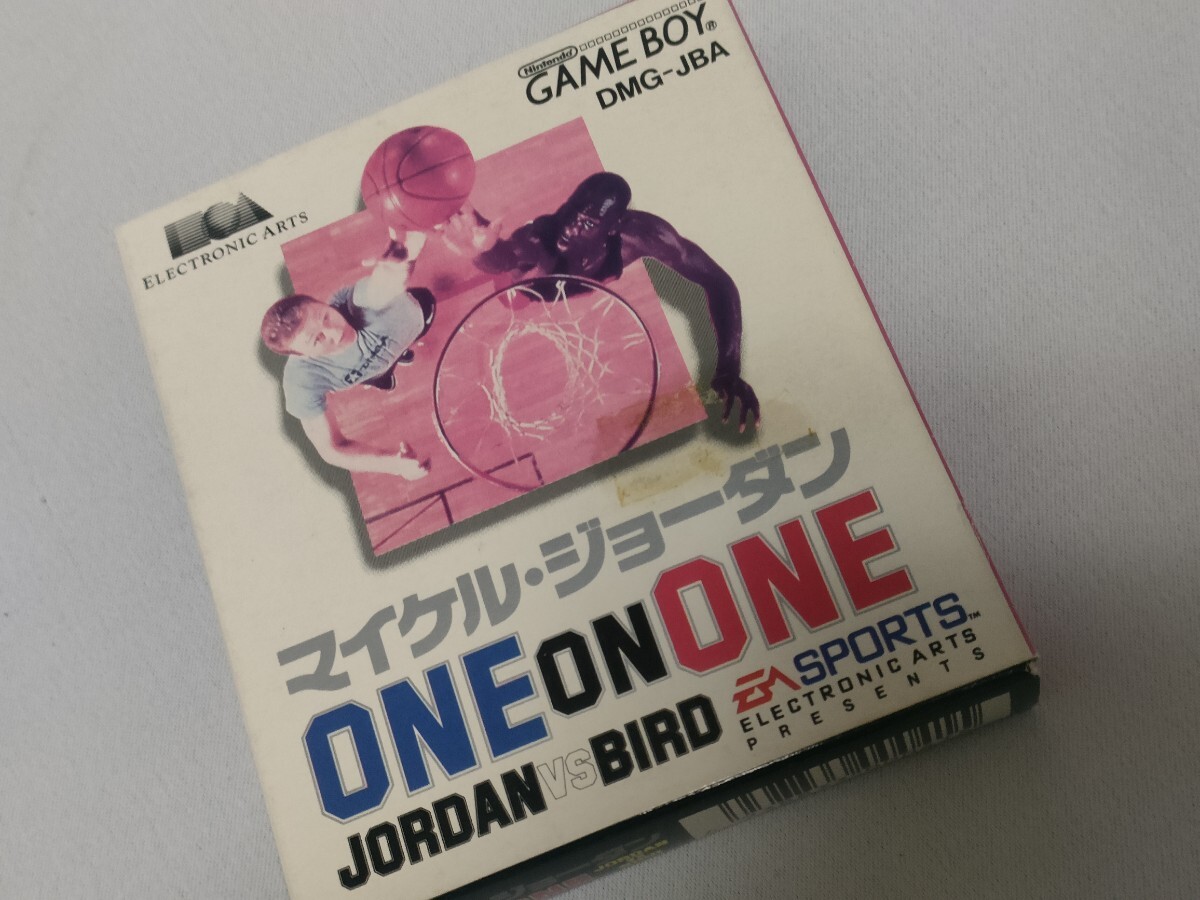 Nintendo
GAME BOY®
DMG-JBA
ELECTRONIC ARTS
マイケル・ジョーダン
ONE ON ONE
JORDAN VS BIRD
EA SPORTS™
ELECTRONIC ARTS
PRESENTS